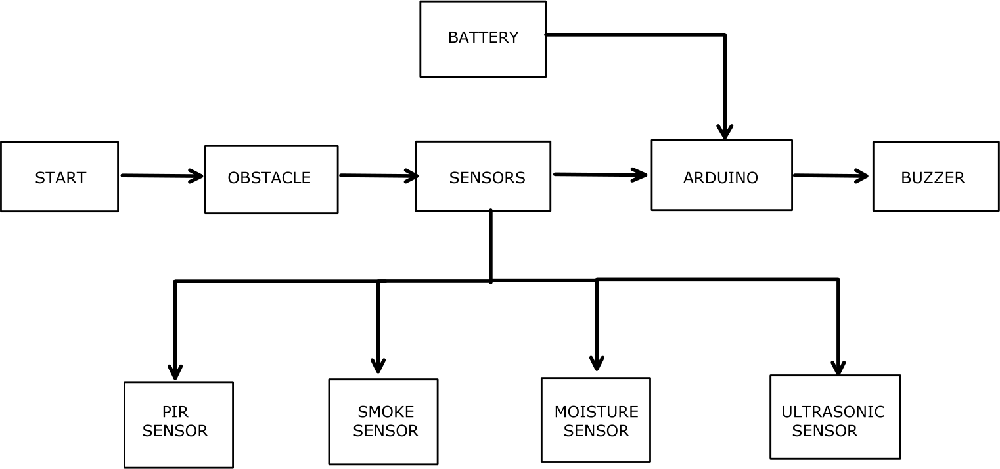 BATTERY
START
OBSTACLE
SENSORS
ARDUINO
BUZZER
PIR
SENSOR
SMOKE
SENSOR
MOISTURE
SENSOR
ULTRASONIC
SENSOR